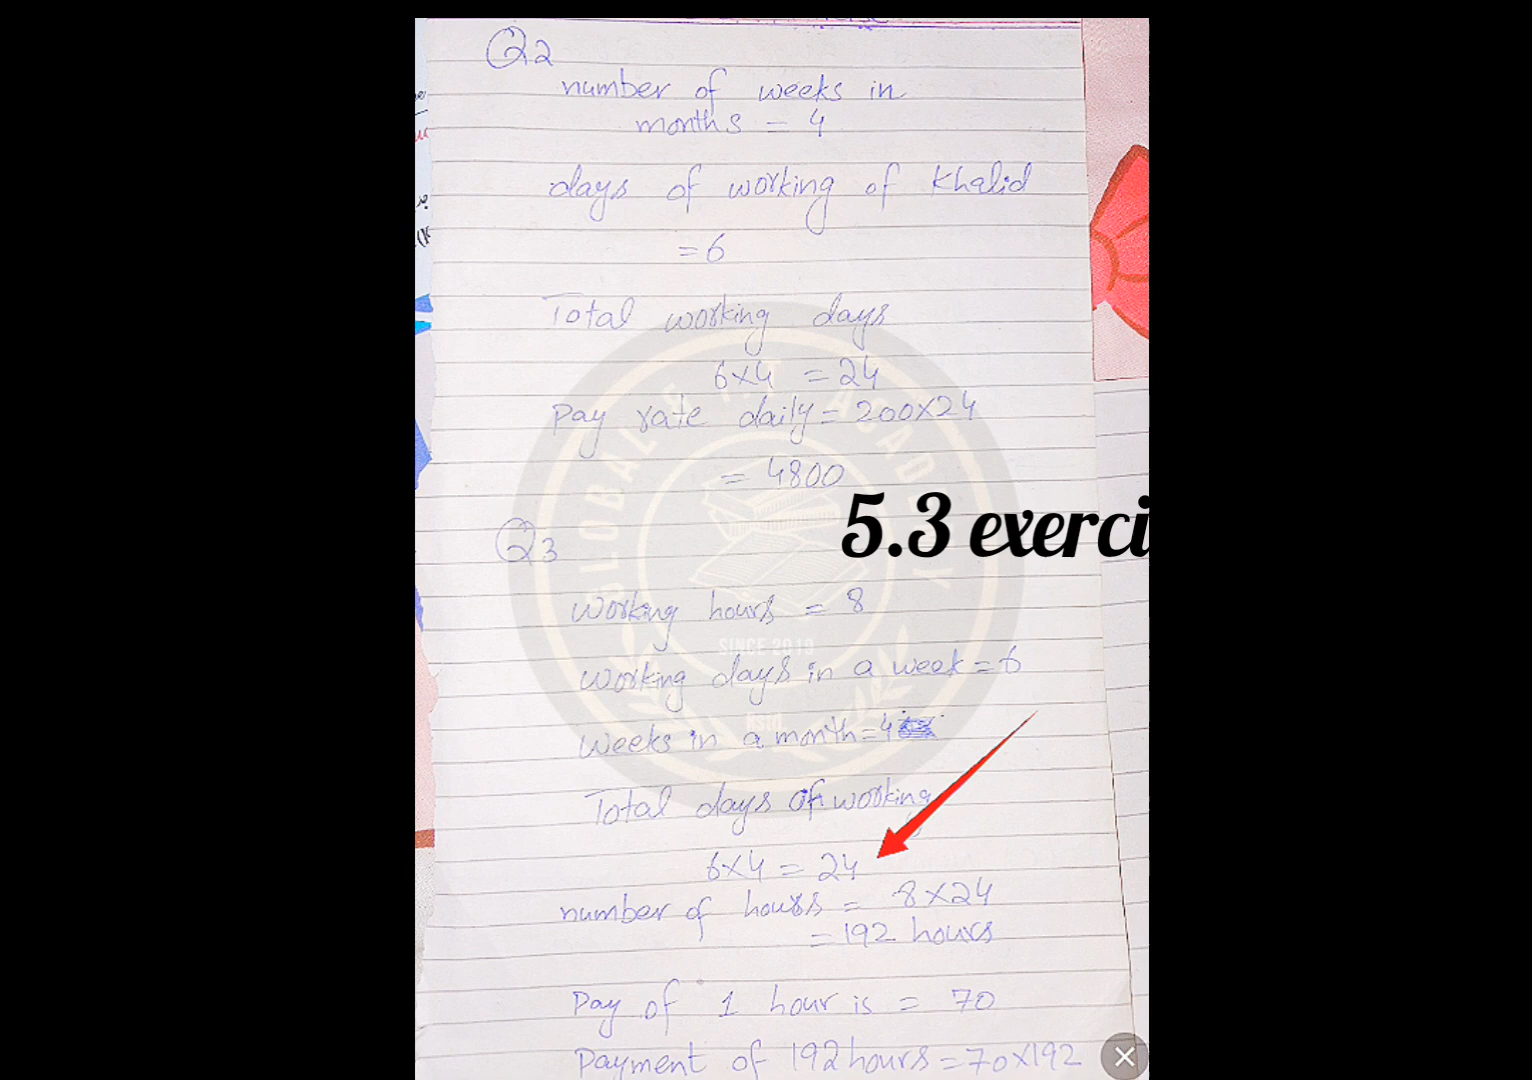 Q2
number of weeks in
months = 4
days of working of Khalid
= 6
Total working days
6x4 = 24
Pay rate daily = 200x24
= 4800
5.3 exerci
Q3
working hours = 8
SINCE 2019
working days in a week = 6
weeks in a month = 4
Total days of working
6x4 = 24
number of hours = 8x24
= 192 hours
Pay of 1 hour is = 70
Payment of 192 hours = 70x192